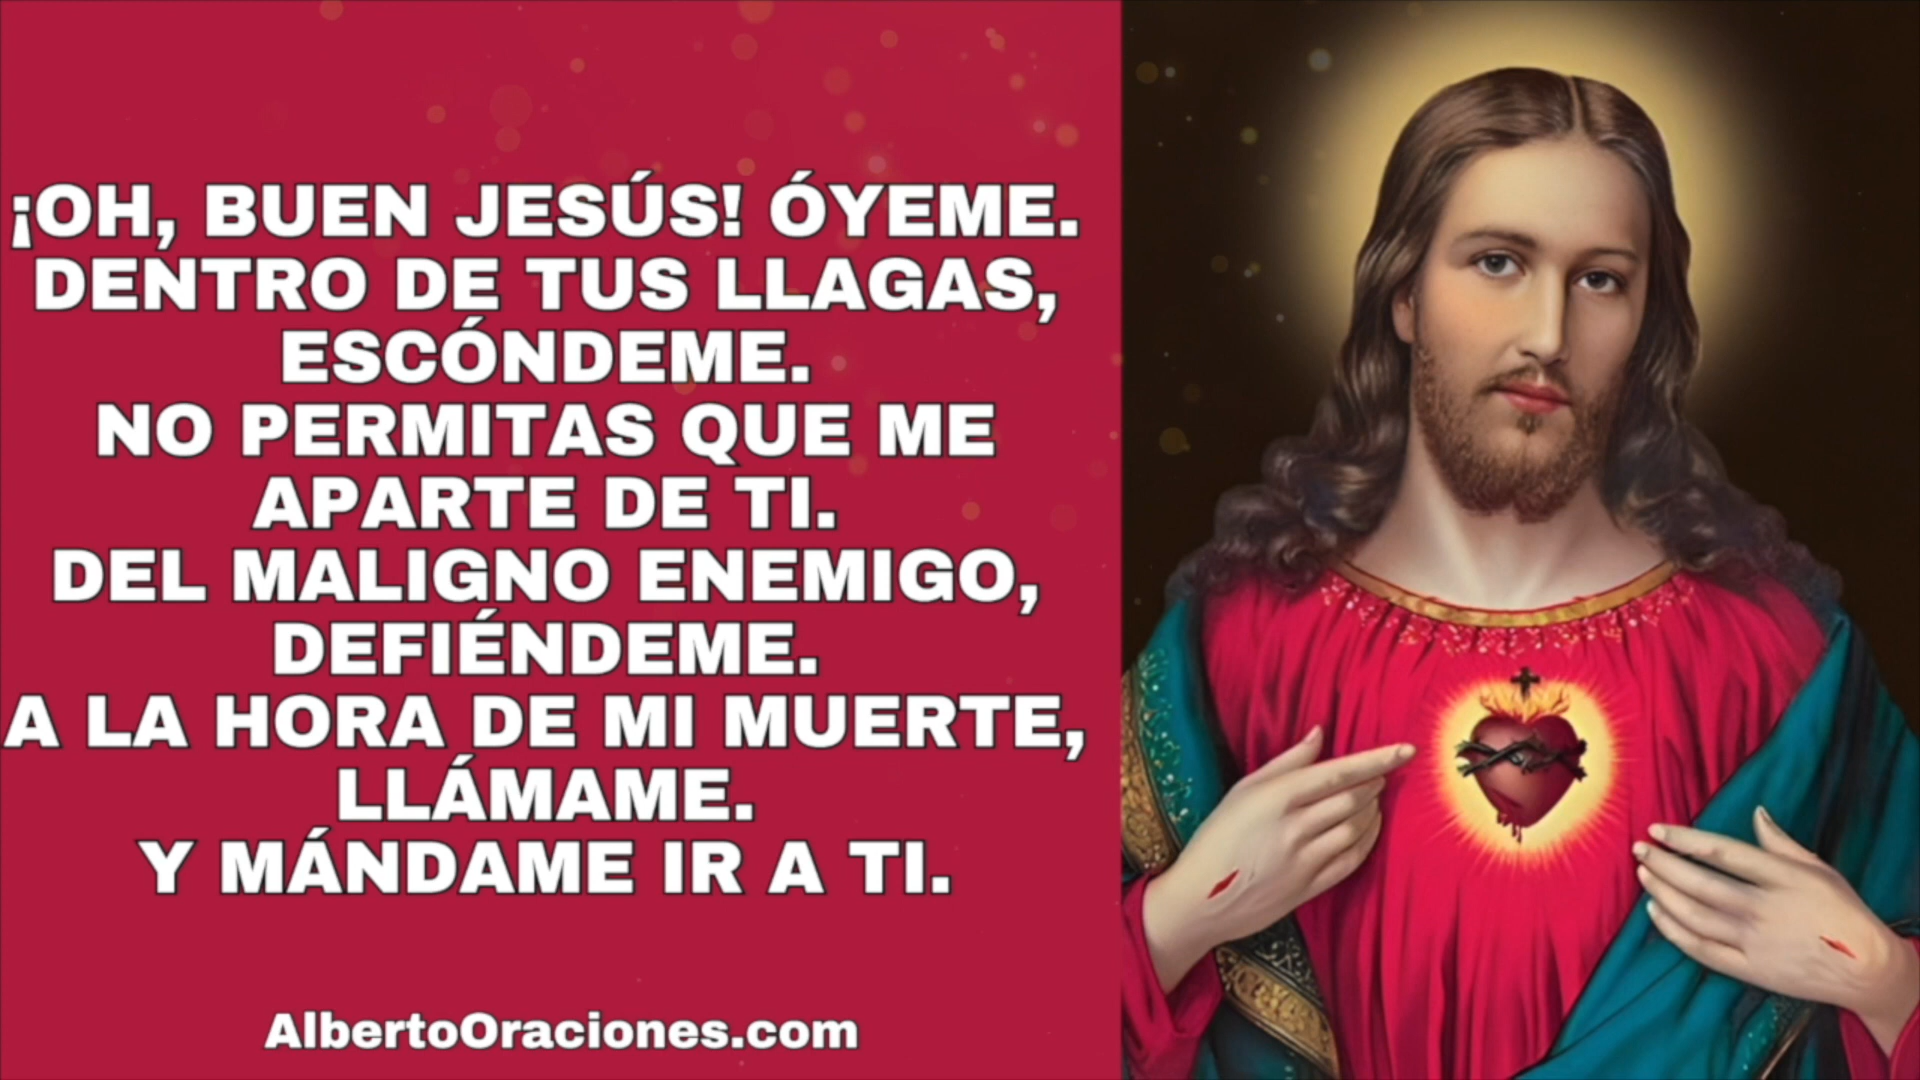 ¡OH, BUEN JESÚS! ÓYEME.
DENTRO DE TUS LLAGAS,
ESCÓNDEME.
NO PERMITAS QUE ME
APARTE DE TI.
DEL MALIGNO ENEMIGO,
DEFIÉNDEME.
A LA HORA DE MI MUERTE,
LLÁMAME.
Y MÁNDAME IR A TI.
AlbertoOraciones.com